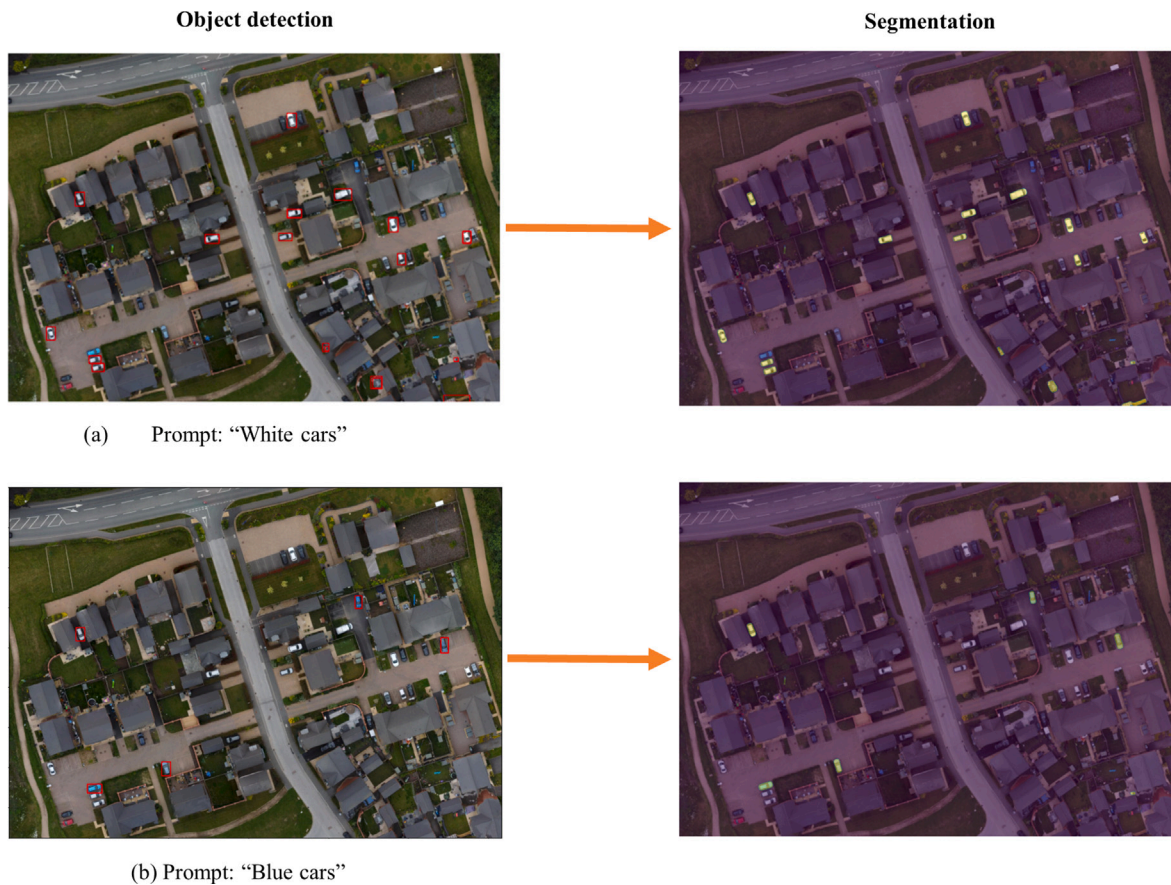 Object detection
Segmentation
(a) Prompt: “White cars”
(b) Prompt: “Blue cars”